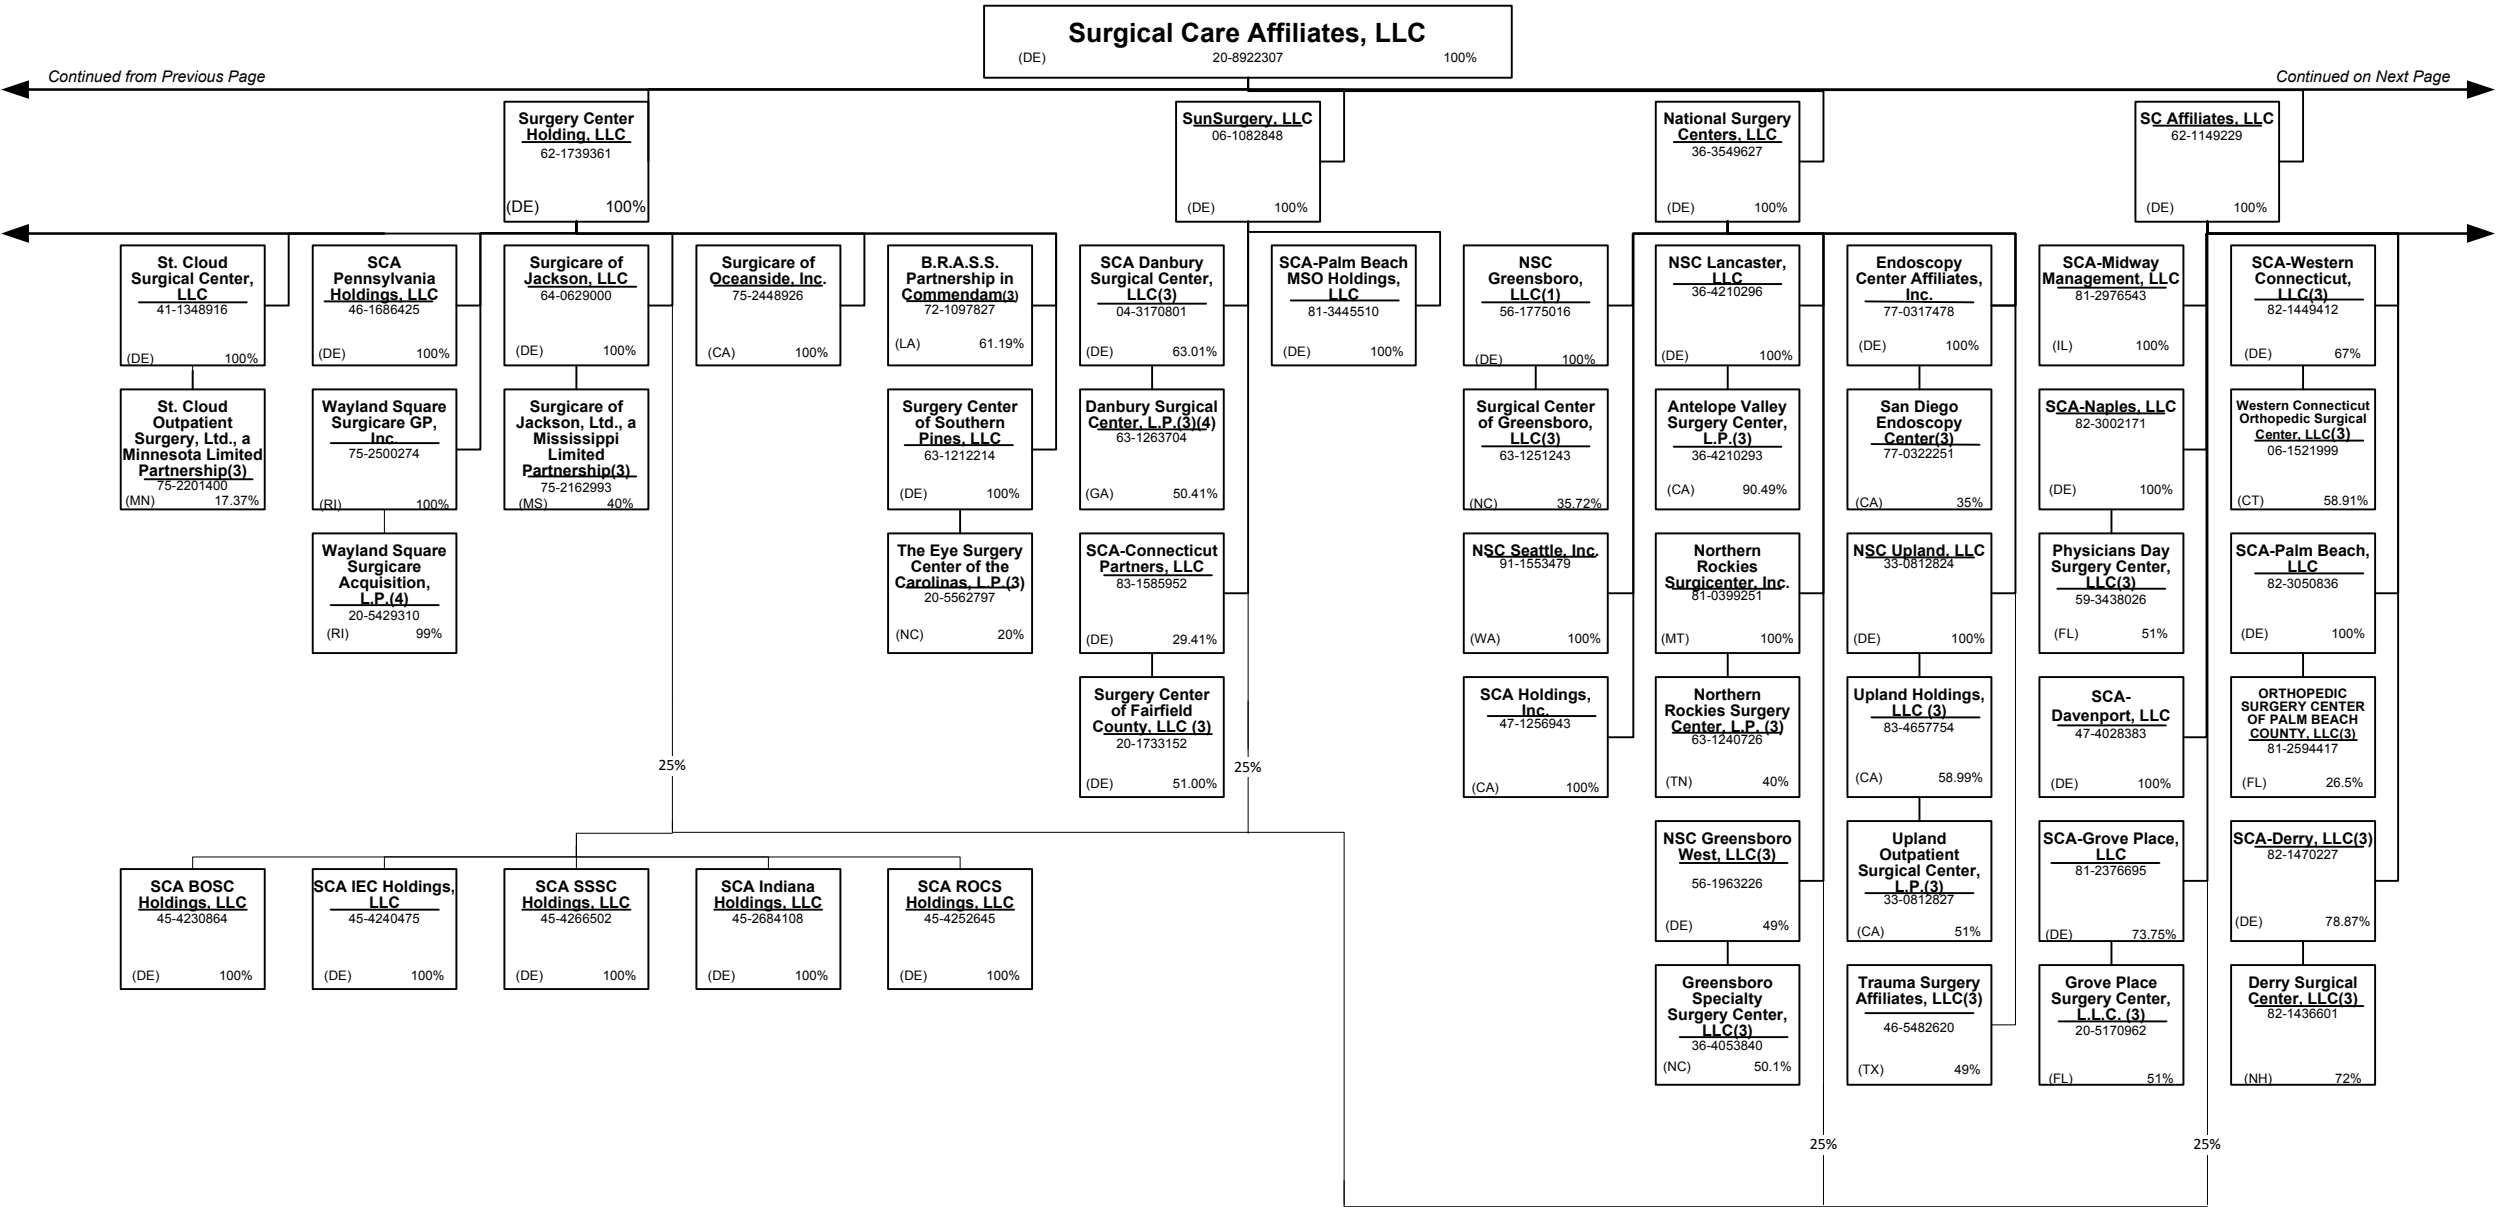 Surgical Care Affiliates, LLC
(DE) 20-8922307 100%
Continued from Previous Page
Continued on Next Page
Surgery Center
Holding, LLC
62-1739361
(DE) 100%
SunSurgery, LLC
06-1082848
(DE) 100%
National Surgery
Centers, LLC
36-3549627
(DE) 100%
SC Affiliates, LLC
62-1149229
(DE) 100%
St. Cloud
Surgical Center,
LLC
41-1348916
(DE) 100%
SCA
Pennsylvania
Holdings, LLC
46-1686425
(DE) 100%
Surgicare of
Jackson, LLC
64-0629000
(DE) 100%
Surgicare of
Oceanside, Inc.
75-2448926
(CA) 100%
B.R.A.S.S.
Partnership in
Commendam(3)
72-1097827
(LA) 61.19%
SCA Danbury
Surgical Center,
LLC(3)
04-3170801
(DE) 63.01%
SCA-Palm Beach
MSO Holdings,
LLC
81-3445510
(DE) 100%
NSC
Greensboro,
LLC(1)
56-1775016
(DE) 100%
NSC Lancaster,
LLC
36-4210296
(DE) 100%
Endoscopy
Center Affiliates,
Inc.
77-0317478
(DE) 100%
SCA-Midway
Management, LLC
81-2976543
(IL) 100%
SCA-Western
Connecticut,
LLC(3)
82-1449412
(DE) 67%
St. Cloud
Outpatient
Surgery, Ltd., a
Minnesota Limited
Partnership(3)
75-2201400
(MN) 17.37%
Wayland Square
Surgicare GP,
Inc.
75-2500274
(RI) 100%
Surgicare of
Jackson, Ltd., a
Mississippi
Limited
Partnership(3)
75-2162993
(MS) 40%
Surgery Center
of Southern
Pines, LLC
63-1212214
(DE) 100%
Danbury Surgical
Center, L.P.(3)(4)
63-1263704
(GA) 50.41%
Surgical Center
of Greensboro,
LLC(3)
63-1251243
(NC) 35.72%
Antelope Valley
Surgery Center,
L.P.(3)
36-4210293
(CA) 90.49%
San Diego
Endoscopy
Center(3)
77-0322251
(CA) 35%
SCA-Naples, LLC
82-3002171
(DE) 100%
Western Connecticut
Orthopedic Surgical
Center, LLC(3)
06-1521999
(CT) 58.91%
Wayland Square
Surgicare
Acquisition,
L.P.(4)
20-5429310
(RI) 99%
The Eye Surgery
Center of the
Carolinas, L.P.(3)
20-5562797
(NC) 20%
SCA-Connecticut
Partners, LLC
83-1585952
(DE) 29.41%
NSC Seattle, Inc.
91-1553479
(WA) 100%
Northern
Rockies
Surgicenter, Inc.
81-0399251
(MT) 100%
NSC Upland, LLC
33-0812824
(DE) 100%
Physicians Day
Surgery Center,
LLC(3)
59-3438026
(FL) 51%
SCA-Palm Beach,
LLC
82-3050836
(DE) 100%
Surgery Center
of Fairfield
County, LLC (3)
20-1733152
(DE) 51.00%
SCA Holdings,
Inc.
47-1256943
(CA) 100%
Northern
Rockies Surgery
Center, L.P. (3)
63-1240726
(TN) 40%
Upland Holdings,
LLC (3)
83-4657754
(CA) 58.99%
SCA-
Davenport, LLC
47-4028383
(DE) 100%
ORTHOPEDIC
SURGERY CENTER
OF PALM BEACH
COUNTY, LLC(3)
81-2594417
(FL) 26.5%
25%
25%
NSC Greensboro
West, LLC(3)
56-1963226
(DE) 49%
Upland
Outpatient
Surgical Center,
L.P.(3)
33-0812827
(CA) 51%
SCA-Grove Place,
LLC
81-2376695
(DE) 73.75%
SCA-Derry, LLC(3)
82-1470227
(DE) 78.87%
SCA BOSC
Holdings, LLC
45-4230864
(DE) 100%
SCA IEC Holdings,
LLC
45-4240475
(DE) 100%
SCA SSSC
Holdings, LLC
45-4266502
(DE) 100%
SCA Indiana
Holdings, LLC
45-2684108
(DE) 100%
SCA ROCS
Holdings, LLC
45-4252645
(DE) 100%
Greensboro
Specialty
Surgery Center,
LLC(3)
36-4053840
(NC) 50.1%
Trauma Surgery
Affiliates, LLC(3)
46-5482620
(TX) 49%
Grove Place
Surgery Center,
L.L.C. (3)
20-5170962
(FL) 51%
Derry Surgical
Center, LLC(3)
82-1436601
(NH) 72%
25%
25%